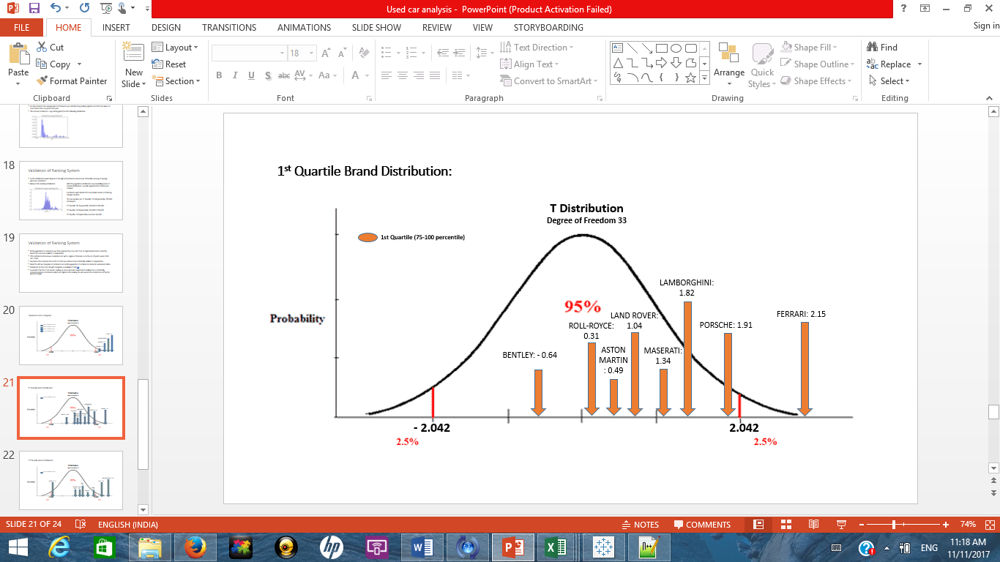 Used car analysis - PowerPoint (Product Activation Failed)
FILE HOME INSERT DESIGN TRANSITIONS ANIMATIONS SLIDE SHOW REVIEW VIEW STORYBOARDING Sign in
Paste
Cut
Copy
Format Painter
Clipboard
New
Slide
Layout
Reset
Section
Slides
18
B I U S abc AV Aa A
Font
Text Direction
Align Text
Convert to SmartArt
Paragraph
Arrange
Quick
Styles
Shape Fill
Shape Outline
Shape Effects
Drawing
Find
Replace
Select
Editing
18
Validation of Ranking System
19
Validation of Ranking System
20
21
22
1st Quartile Brand Distribution:
T Distribution
Degree of Freedom 33
1st Quartile (75-100 percentile)
Probability
95%
BENTLEY: - 0.64
ROLL-ROYCE:
0.31
ASTON
MARTIN
: 0.49
LAND ROVER:
1.04
MASERATI:
1.34
LAMBORGHINI:
1.82
PORSCHE: 1.91
FERRARI: 2.15
- 2.042
2.5%
2.042
2.5%
SLIDE 21 OF 24 ENGLISH (INDIA) NOTES COMMENTS 74%
ENG
11:18 AM
11/11/2017